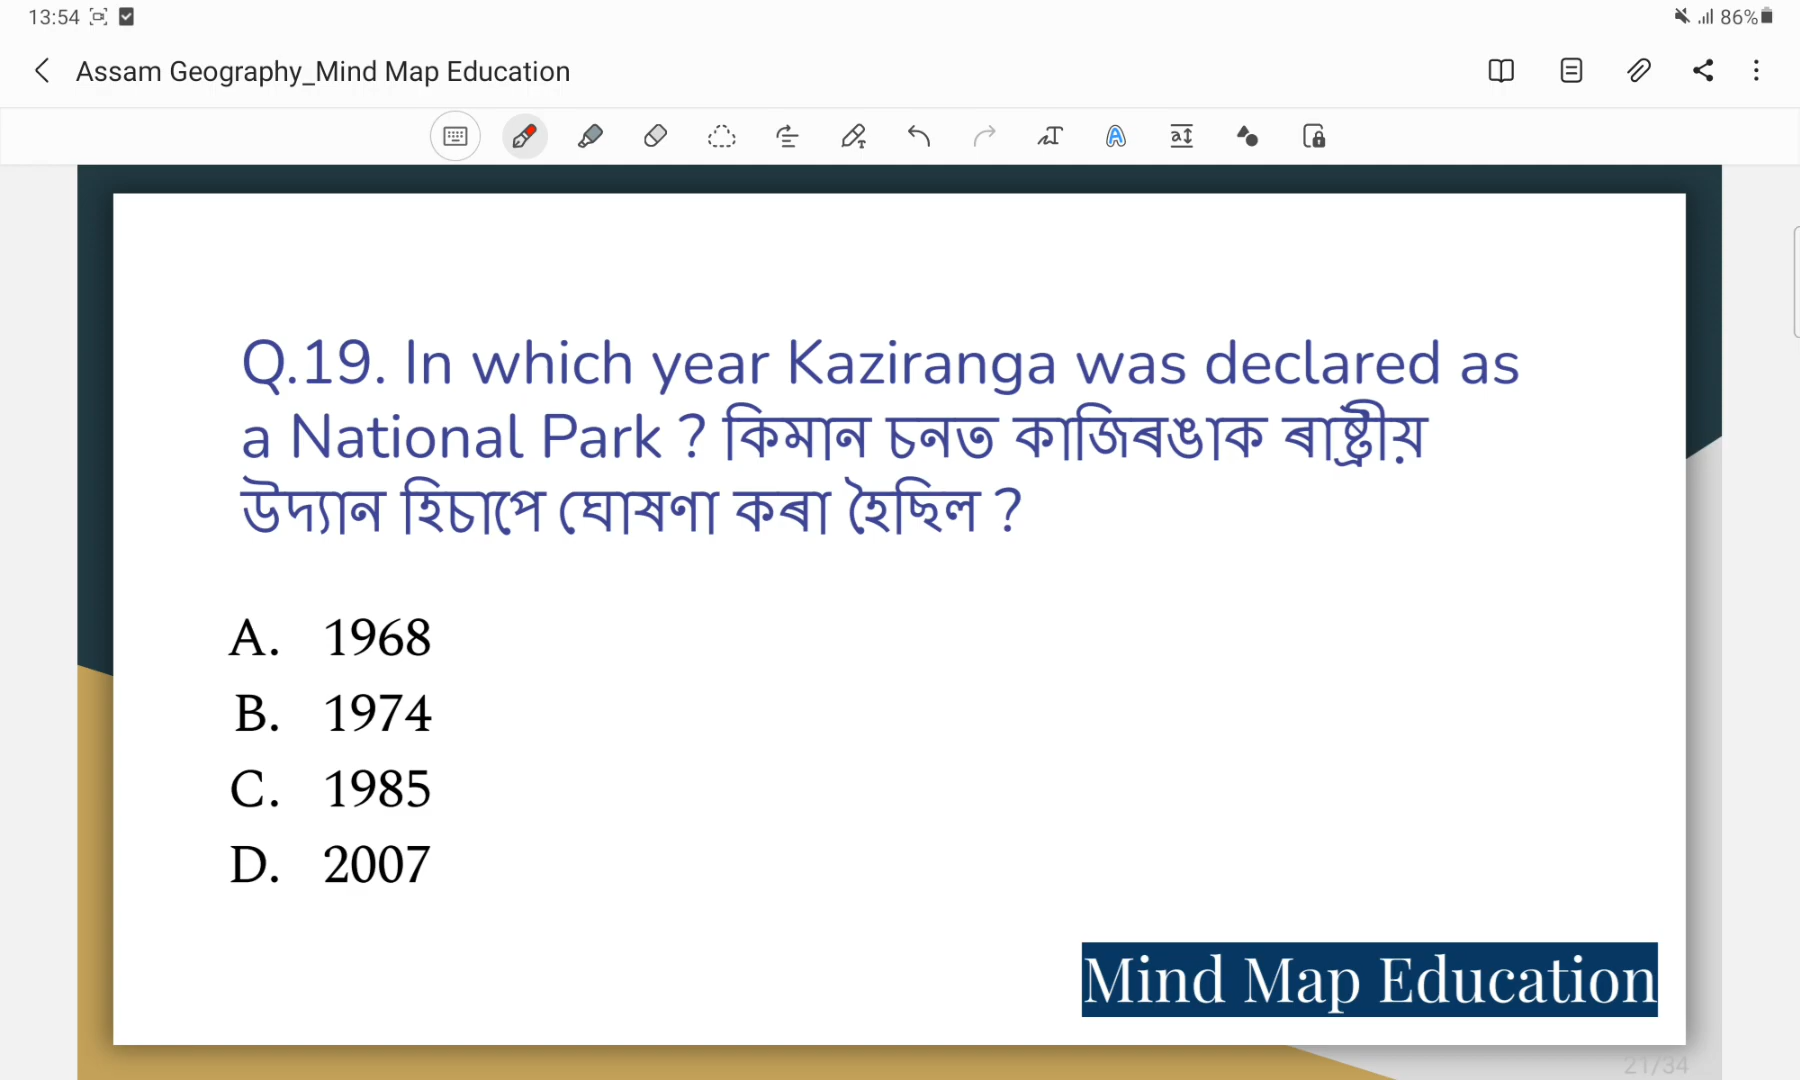 13:54
86%
Assam Geography_Mind Map Education
Q.19. In which year Kaziranga was declared as
a National Park ? কিমান চনত কাজিৰঙাক ৰাষ্ট্ৰীয়
উদ্যান হিচাপে ঘোষণা কৰা হৈছিল ?
A. 1968
B. 1974
C. 1985
D. 2007
Mind Map Education
21/34